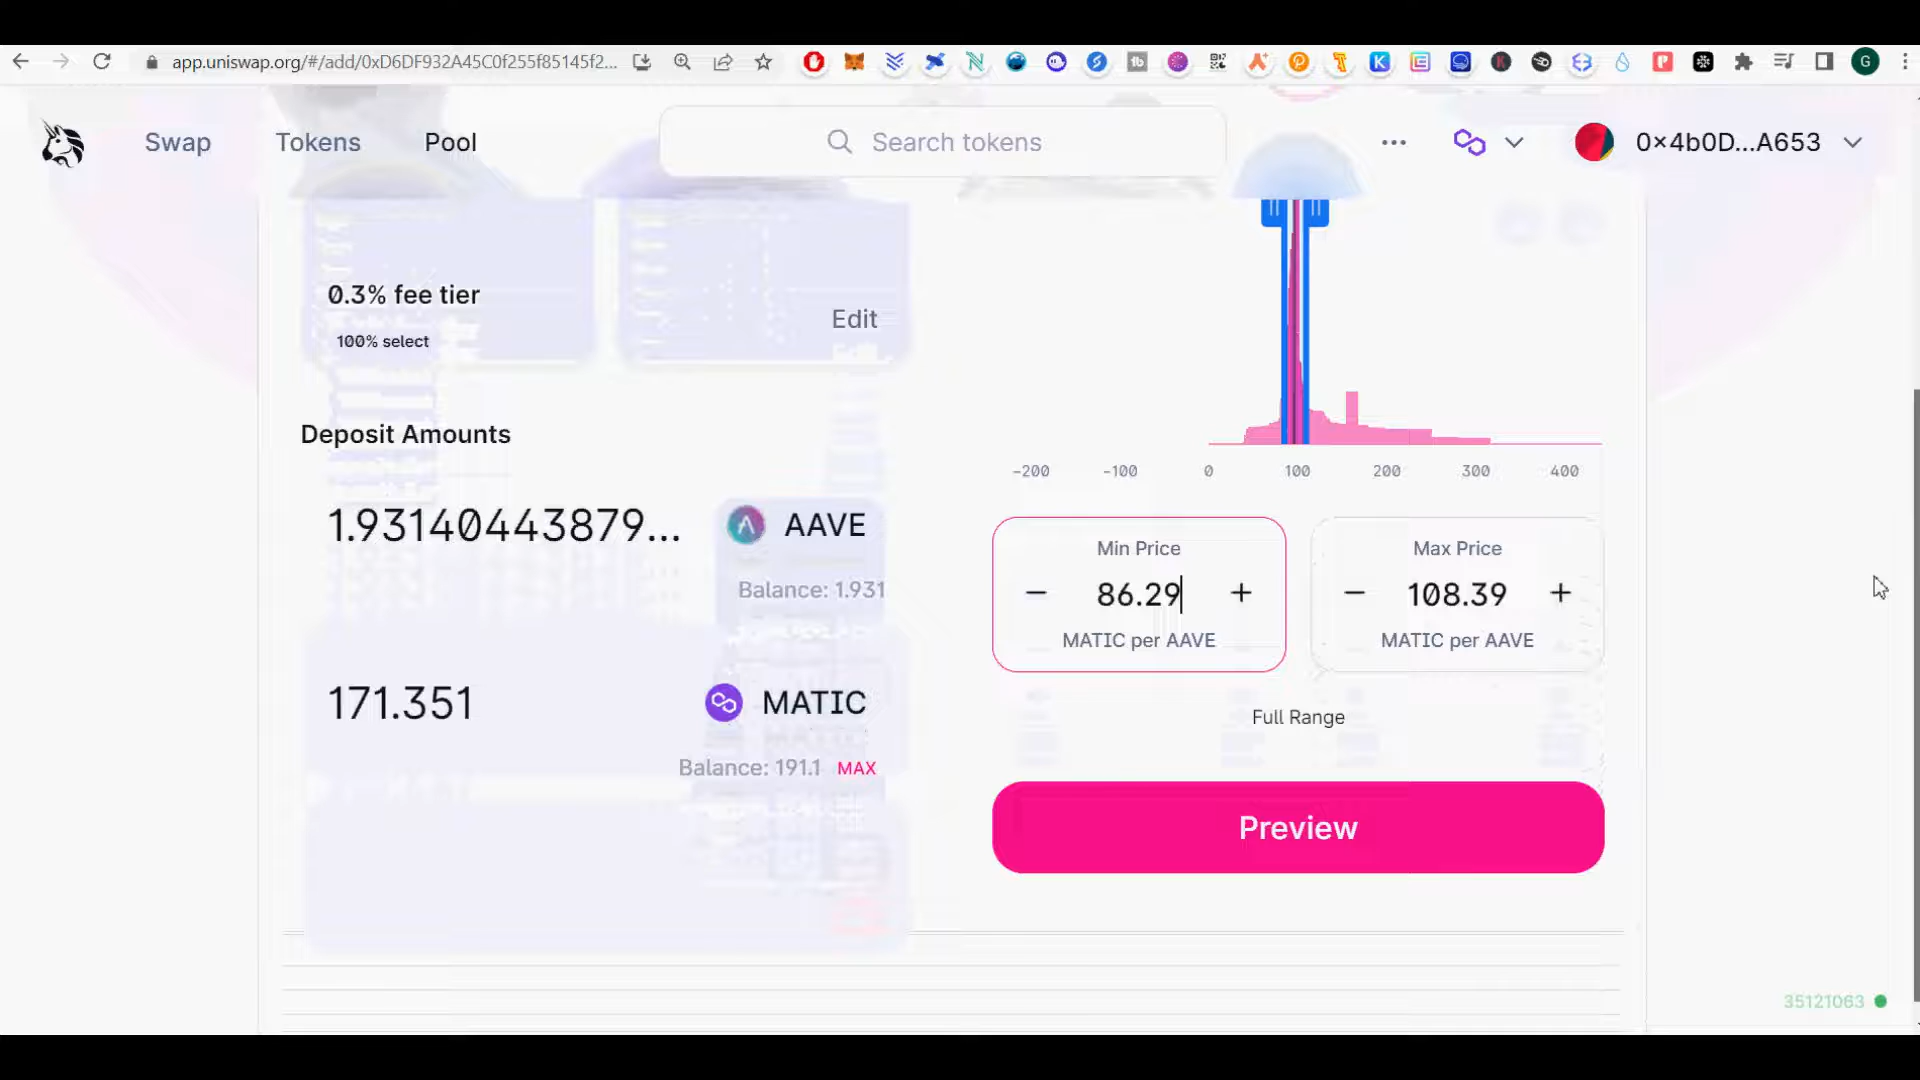 app.uniswap.org/#/add/0xD6DF932A45C0f255f85145f2...
G
Swap
Tokens
Pool
Search tokens
0×4b0D...A653
0.3% fee tier
100% select
Edit
Deposit Amounts
1.93140443879...
AAVE
Balance: 1.931
171.351
MATIC
Balance: 191.1 MAX
-200 -100 0 100 200 300 400
Min Price
86.29
MATIC per AAVE
Max Price
108.39
MATIC per AAVE
Full Range
Preview
35121063